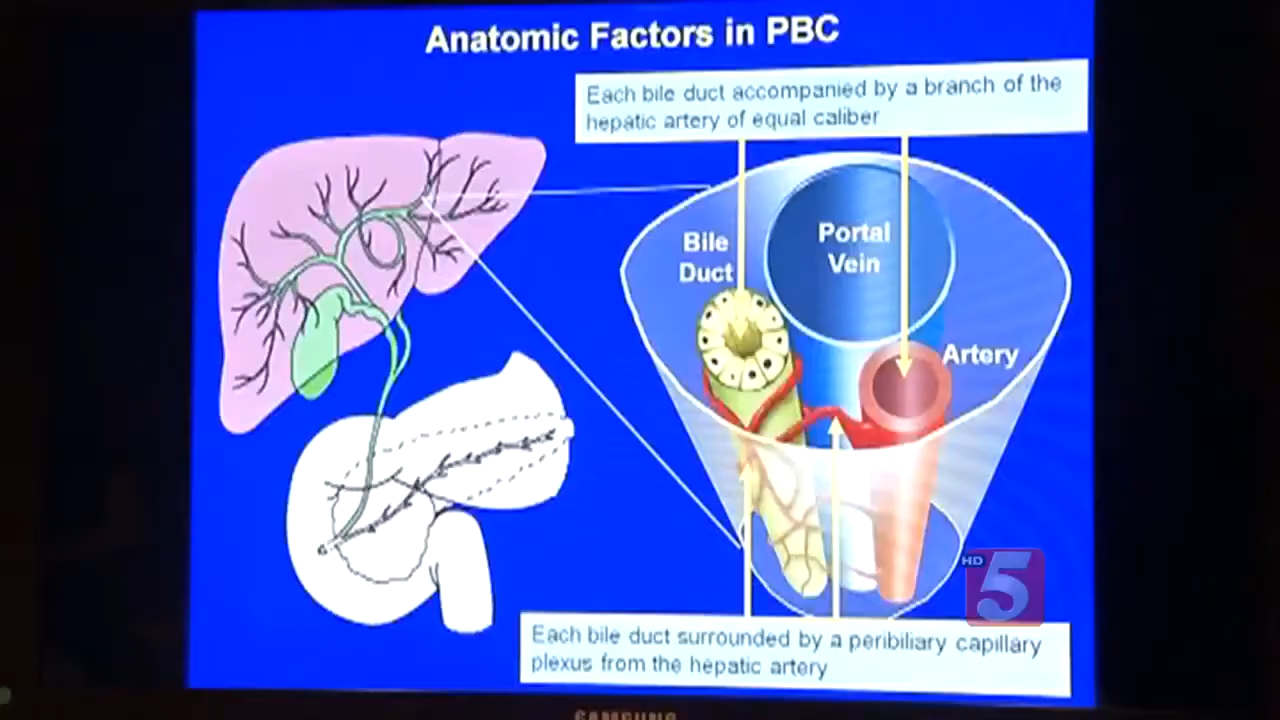 Anatomic Factors in PBC
Each bile duct accompanied by a branch of the
hepatic artery of equal caliber
Bile
Duct
Portal
Vein
Artery
HD
5
Each bile duct surrounded by a peribiliary capillary
plexus from the hepatic artery
SAMSUNG